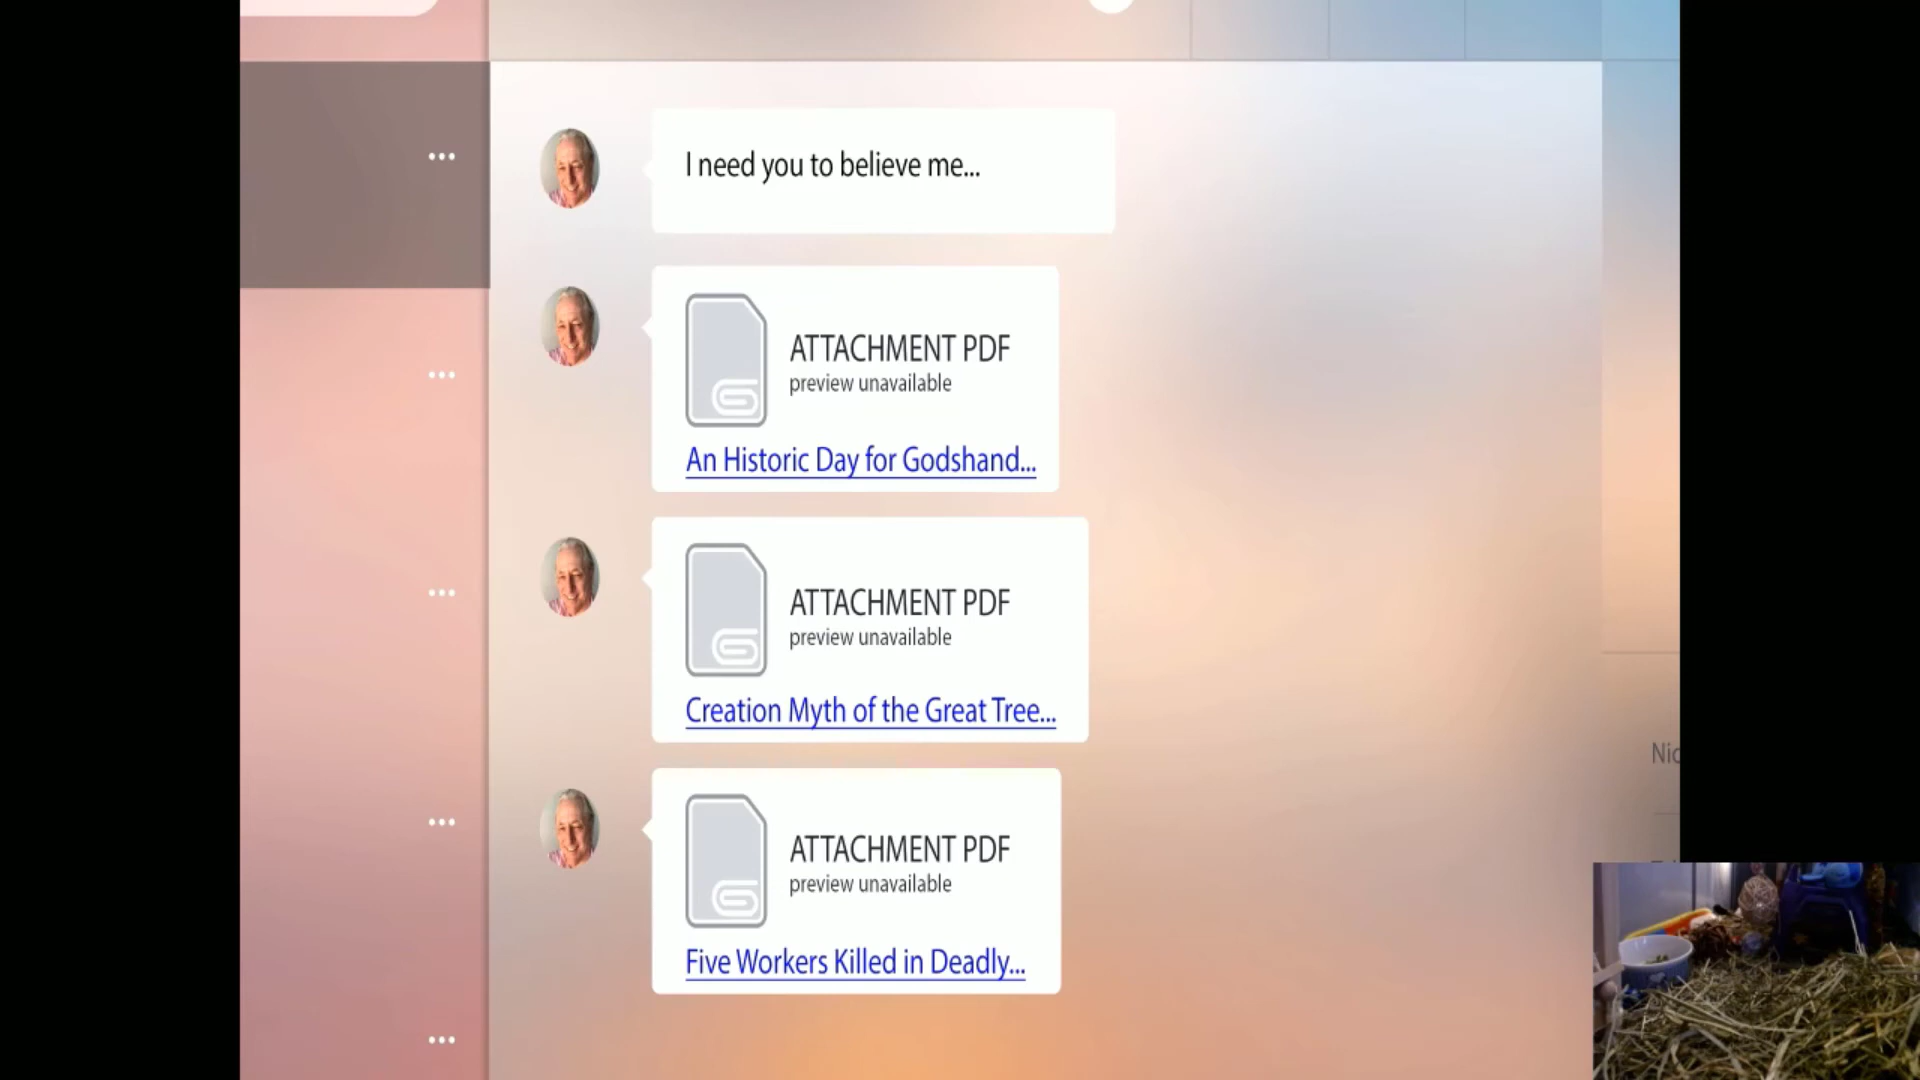 I need you to believe me...
ATTACHMENT PDF
preview unavailable
An Historic Day for Godshand...
ATTACHMENT PDF
preview unavailable
Creation Myth of the Great Tree...
Nic
ATTACHMENT PDF
preview unavailable
Five Workers Killed in Deadly...